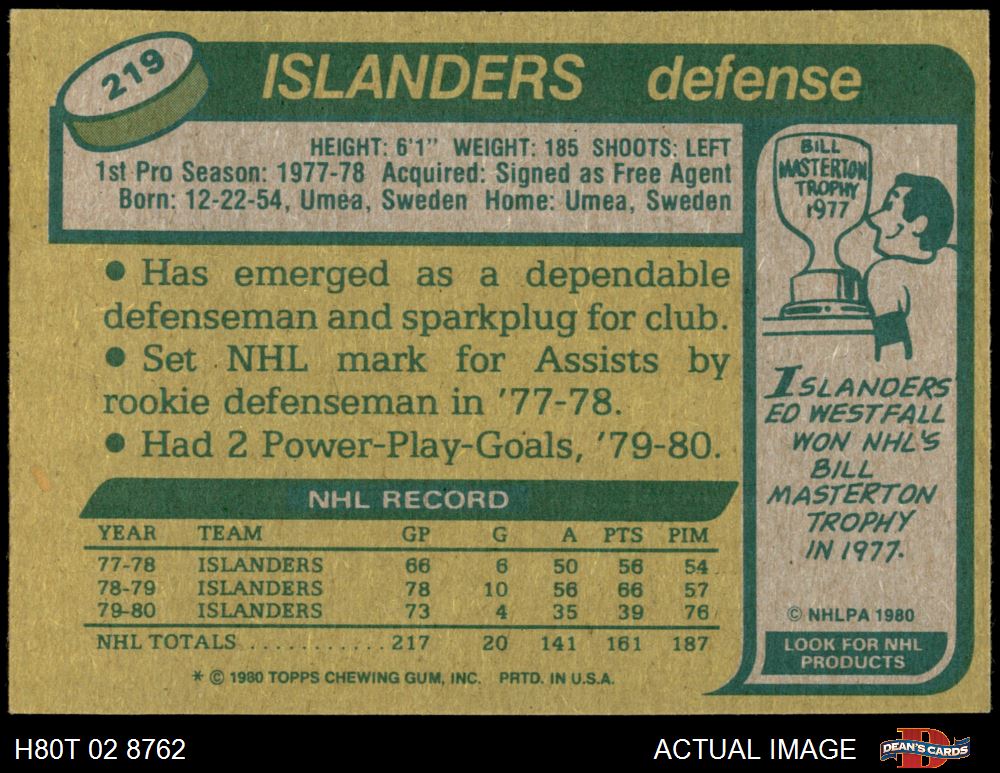 219
ISLANDERS defense
HEIGHT: 6'1" WEIGHT: 185 SHOOTS: LEFT
1st Pro Season: 1977-78 Acquired: Signed as Free Agent
Born: 12-22-54, Umea, Sweden Home: Umea, Sweden
• Has emerged as a dependable
defenseman and sparkplug for club.
• Set NHL mark for Assists by
rookie defenseman in '77-78.
• Had 2 Power-Play-Goals, '79-80.
NHL RECORD
YEAR TEAM GP G A PTS PIM
77-78 ISLANDERS 66 6 50 56 54
78-79 ISLANDERS 78 10 56 66 57
79-80 ISLANDERS 73 4 35 39 76
NHL TOTALS ........... 217 20 141 161 187
* © 1980 TOPPS CHEWING GUM, INC. PRTD. IN U.S.A.
BILL
MASTERTON
TROPHY
1977
ISLANDERS
ED WESTFALL
WON NHL'S
BILL
MASTERTON
TROPHY
IN 1977.
© NHLPA 1980
LOOK FOR NHL
PRODUCTS
H80T 02 8762
ACTUAL IMAGE
DEAN'S CARDS